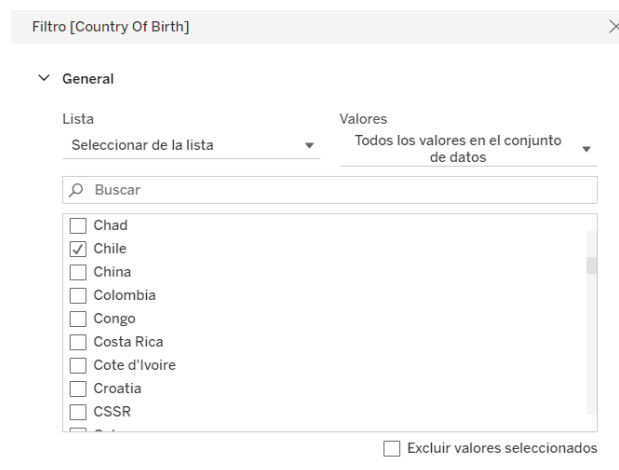 Filtro [Country Of Birth]
General
Lista
Valores
Seleccionar de la lista
Todos los valores en el conjunto
de datos
Buscar
Chad
Chile
China
Colombia
Congo
Costa Rica
Cote d'Ivoire
Croatia
CSSR
Excluir valores seleccionados